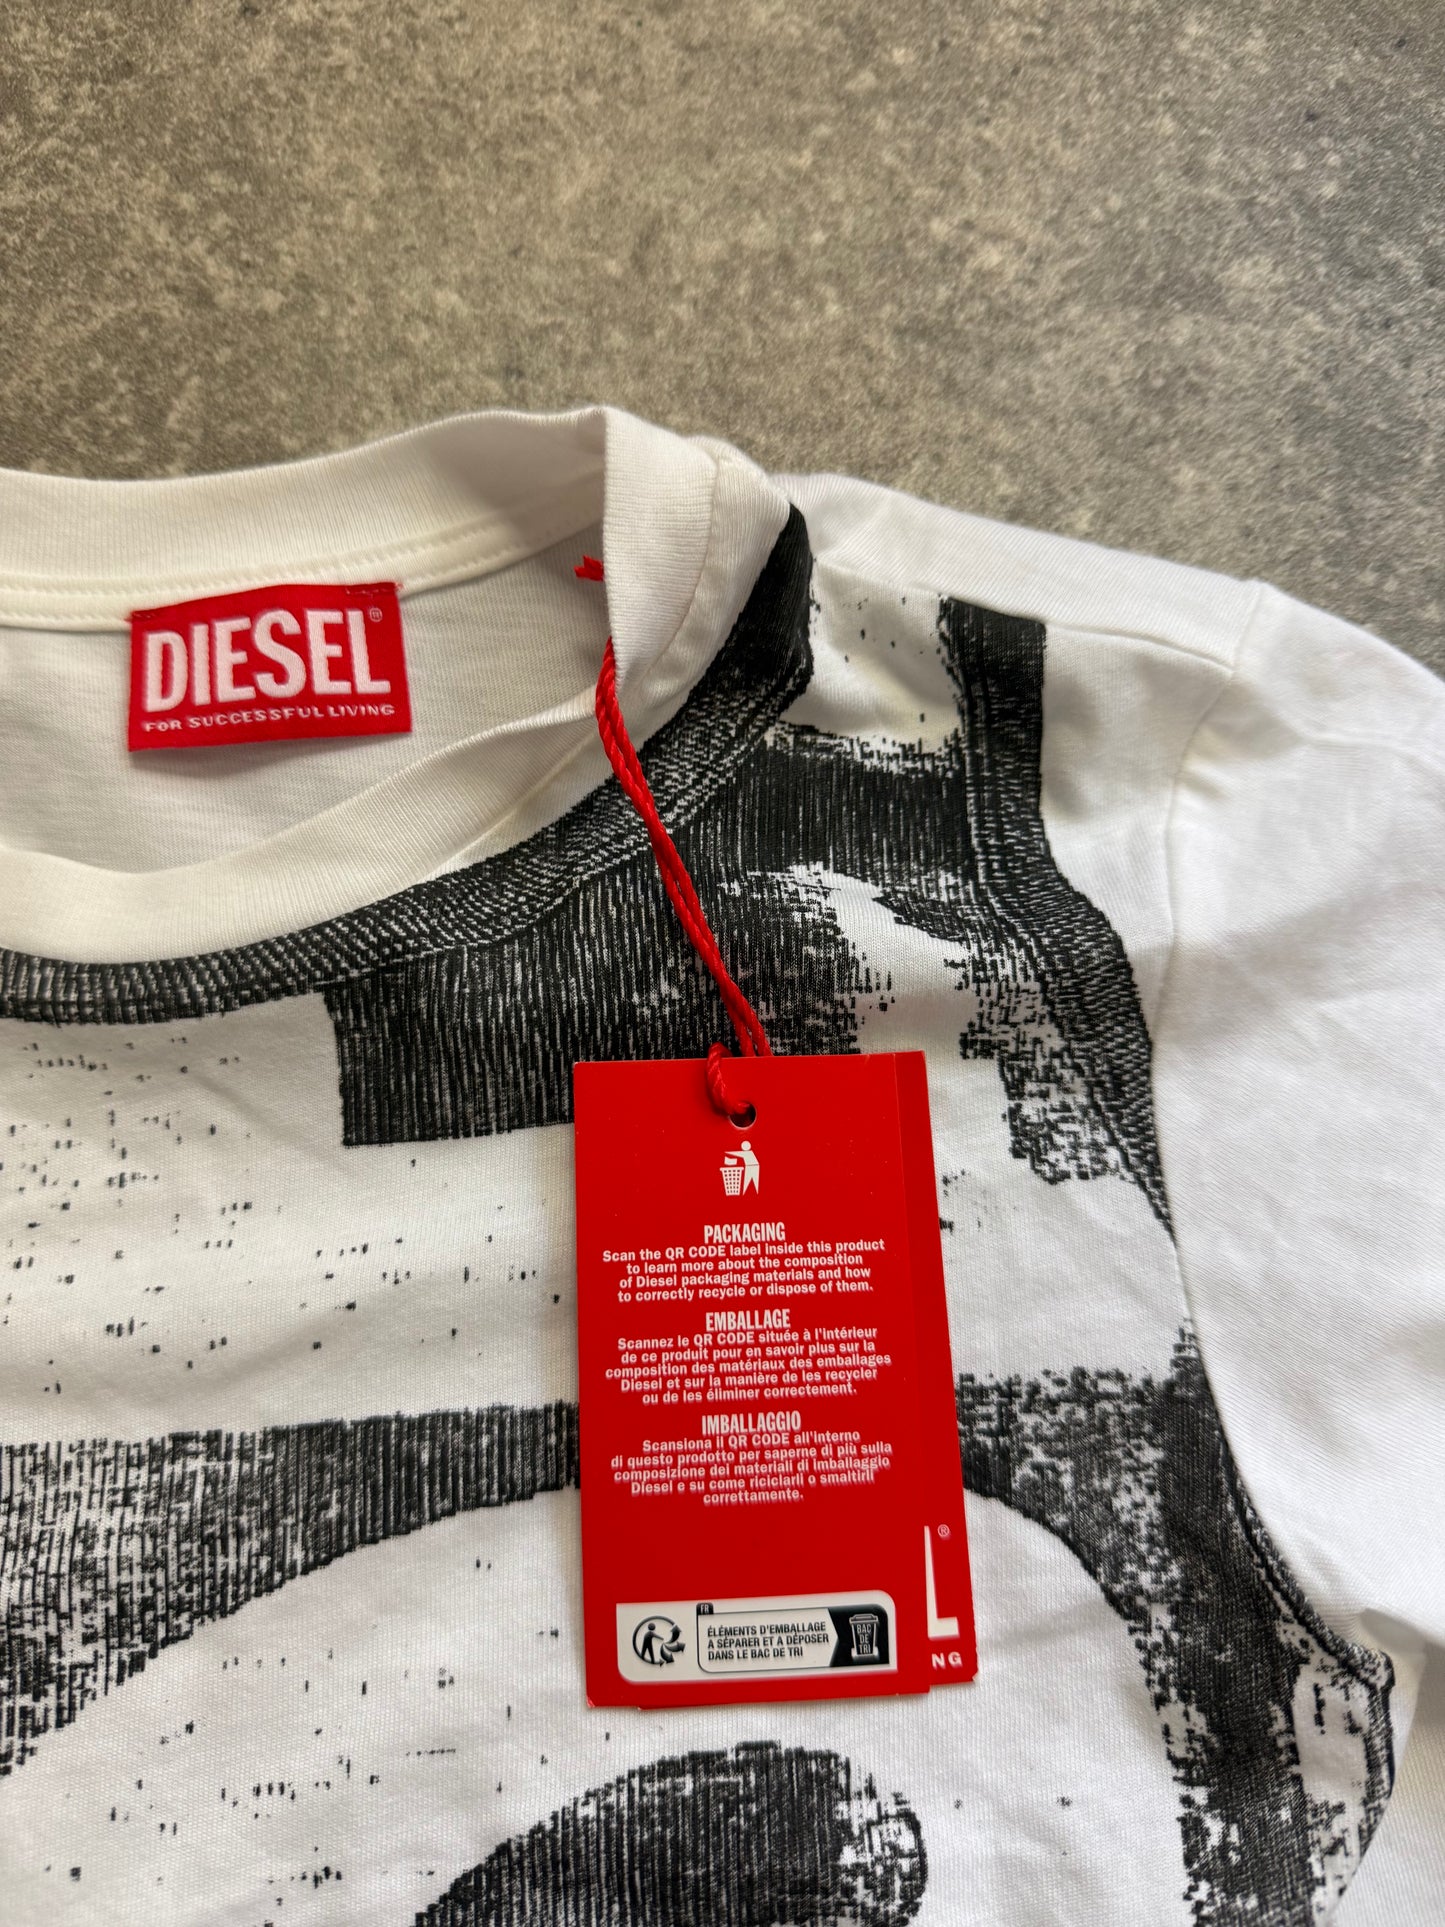 DIESEL®
FOR SUCCESSFUL LIVING
PACKAGING
Scan the QR CODE label inside this product
to learn more about the composition
of Diesel packaging materials and how
to correctly recycle or dispose of them.
EMBALLAGE
Scannez le QR CODE située à l'intérieur
de ce produit pour en savoir plus sur la
composition des matériaux des emballages
Diesel et sur la manière de les recycler
ou de les éliminer correctement.
IMBALLAGGIO
Scansiona il QR CODE all'interno
di questo prodotto per saperne di più sulla
composizione dei materiali di imballaggio
Diesel e su come riciclarli o smaltirli
correttamente.
FR
ÉLÉMENTS D'EMBALLAGE
À SÉPARER ET À DÉPOSER
DANS LE BAC DE TRI
BAC
DE
TRI
L®
NG